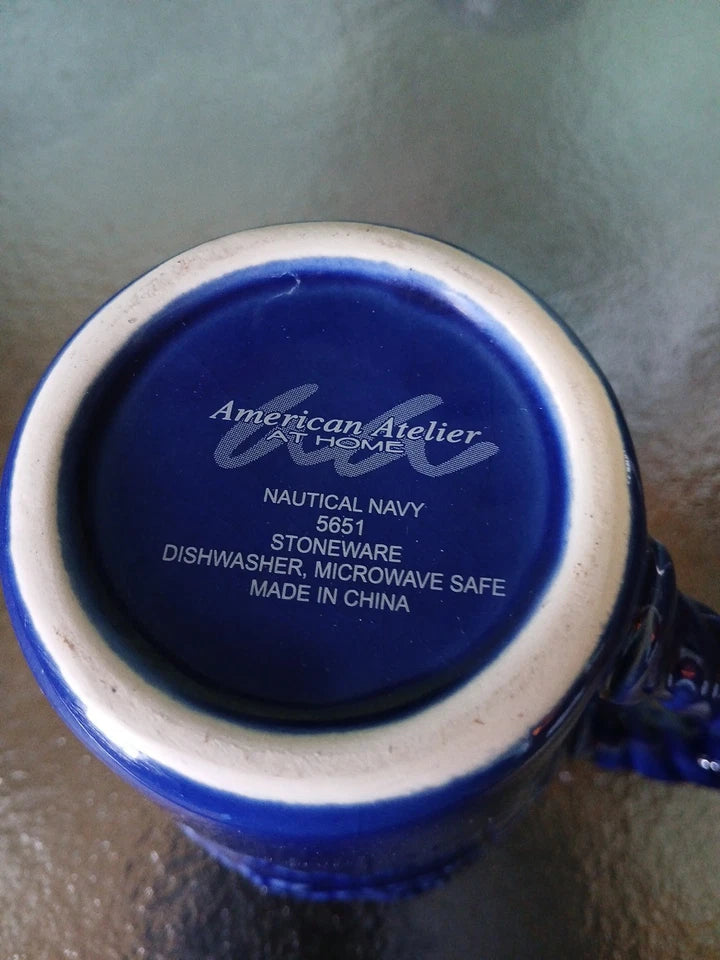 American Atelier
AT HOME
NAUTICAL NAVY
5651
STONEWARE
DISHWASHER, MICROWAVE SAFE
MADE IN CHINA